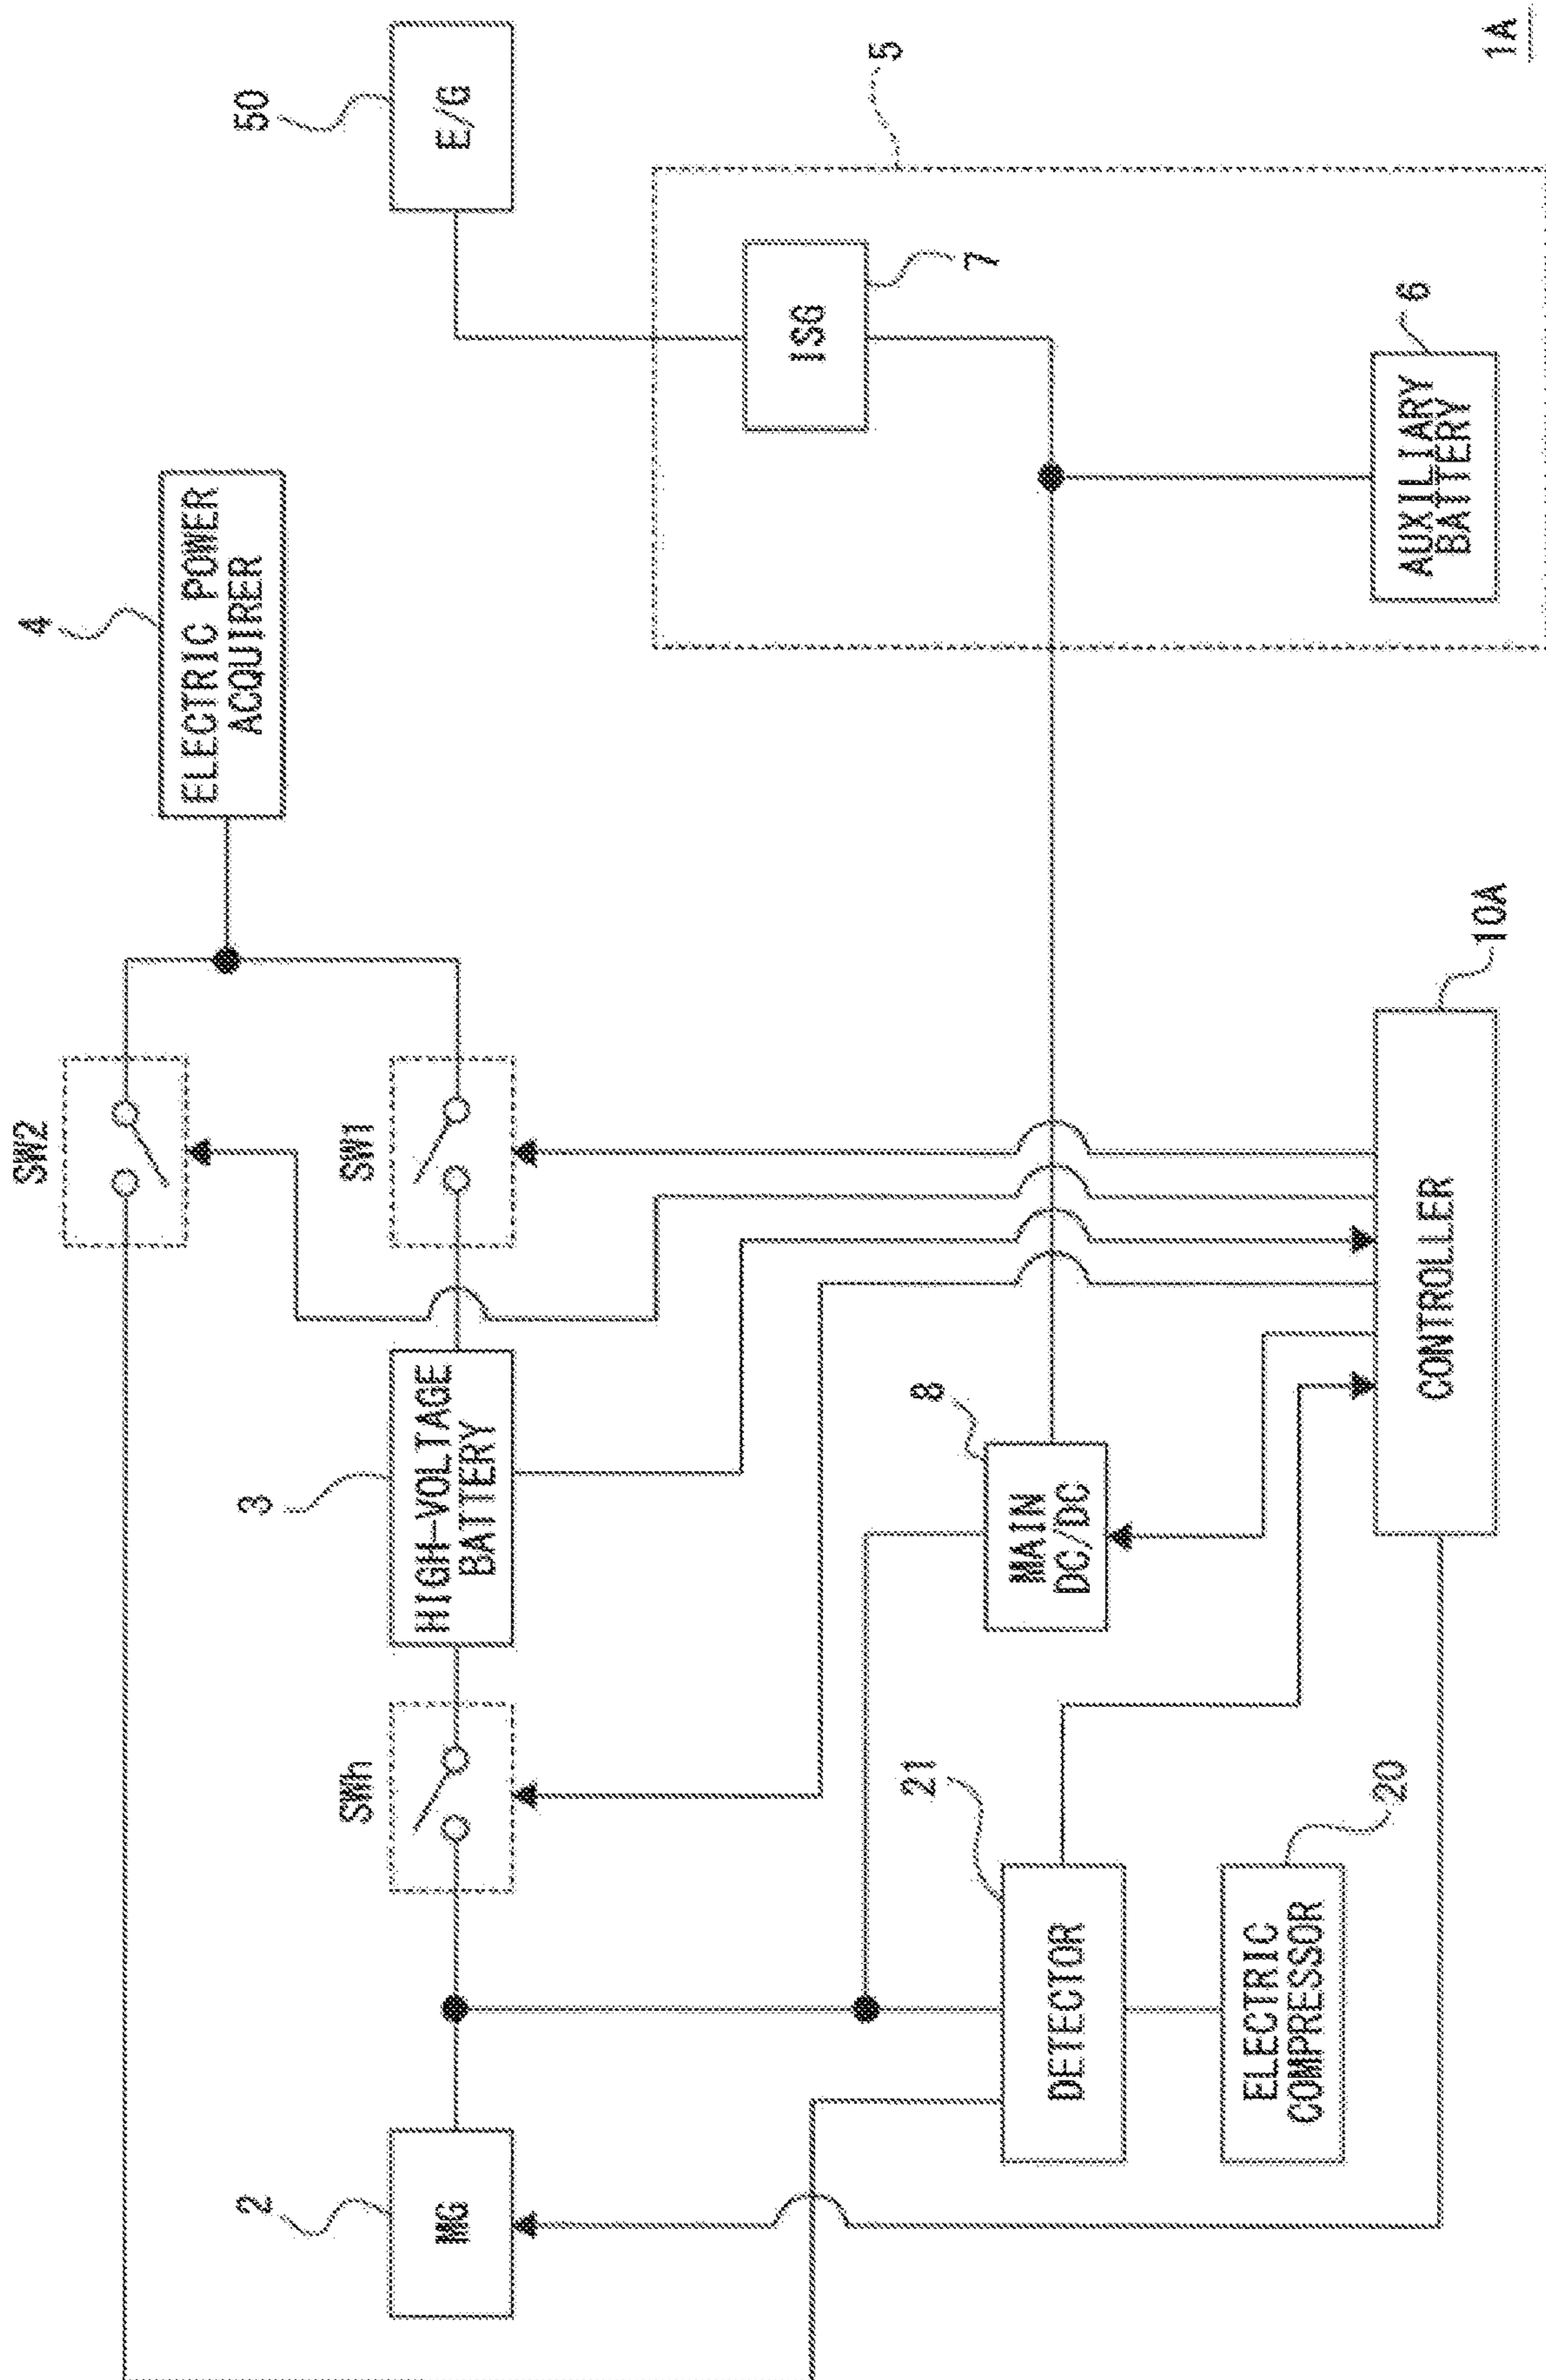 1A
50
E/G
5
ISG
7
6
AUXILIARY
BATTERY
4
ELECTRIC POWER
ACQUIRER
SW2
SW1
10A
CONTROLLER
3
HIGH-VOLTAGE
BATTERY
8
MAIN
DC/DC
SWh
21
DETECTOR
20
ELECTRIC
COMPRESSOR
2
MG